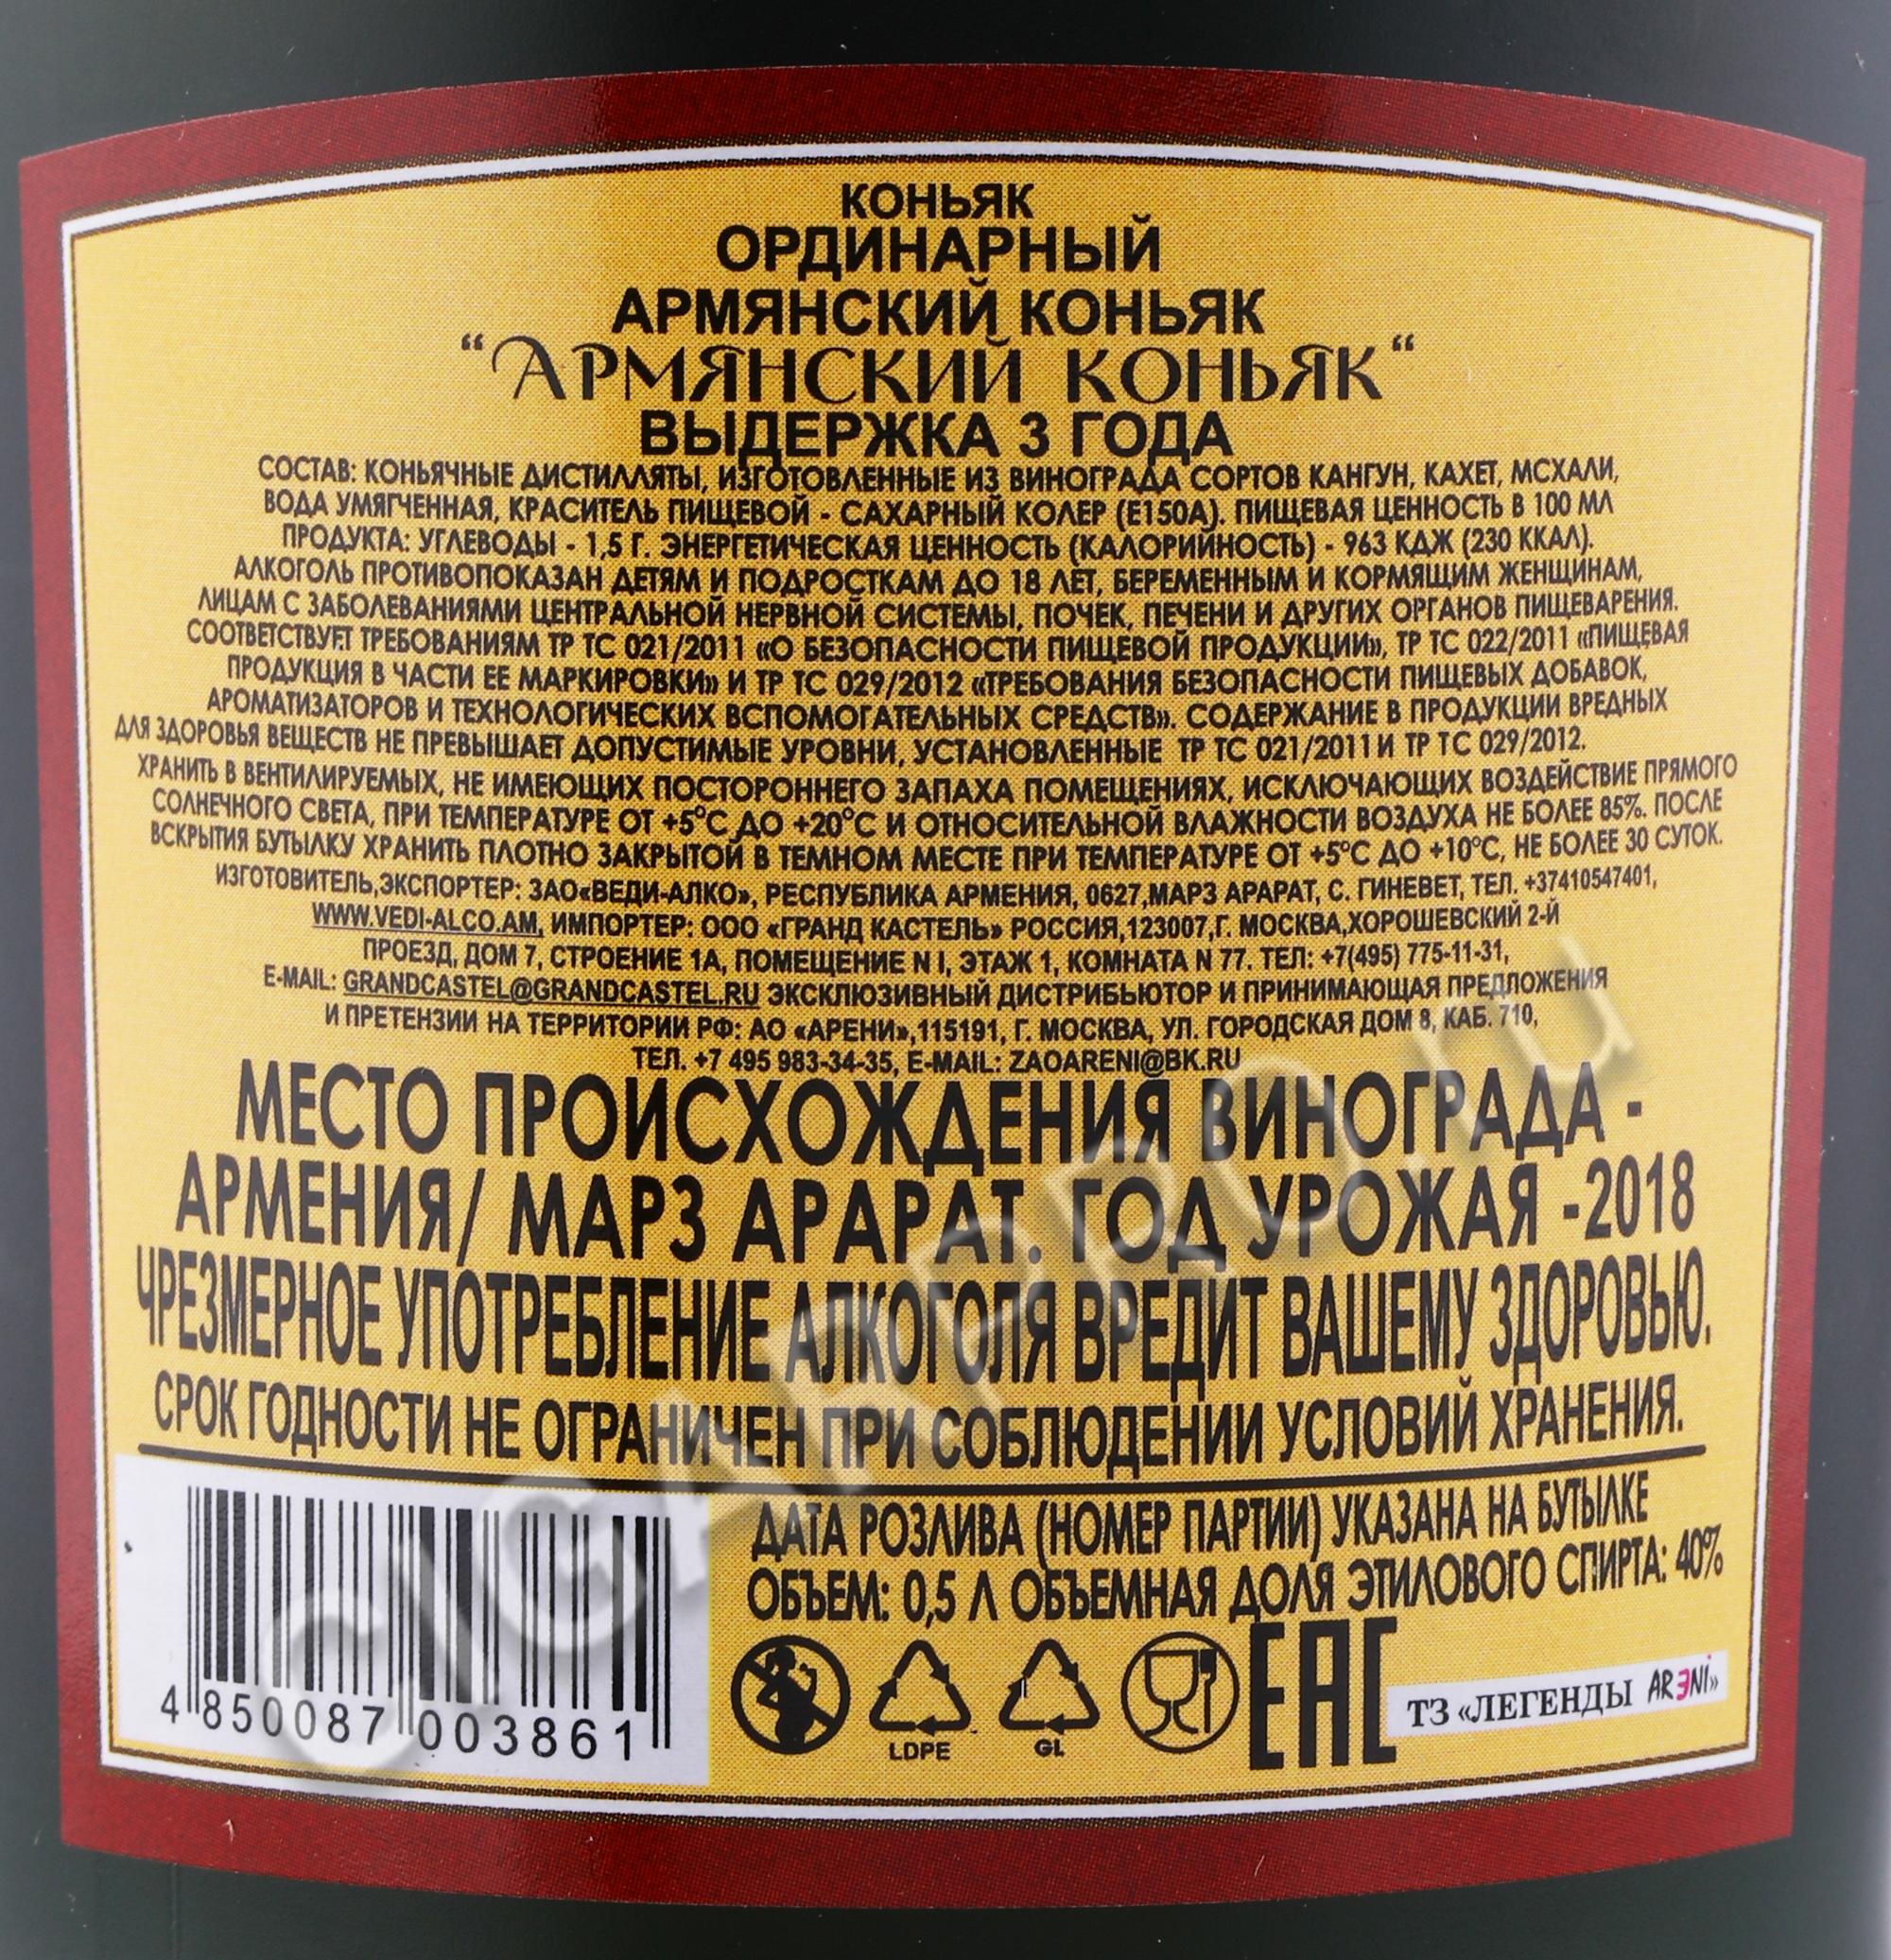 КОНЬЯК
ОРДИНАРНЫЙ
АРМЯНСКИЙ КОНЬЯК
“АРМЯНСКИЙ КОНЬЯК“
ВЫДЕРЖКА 3 ГОДА
СОСТАВ: КОНЬЯЧНЫЕ ДИСТИЛЛЯТЫ, ИЗГОТОВЛЕННЫЕ ИЗ ВИНОГРАДА СОРТОВ КАНГУН, КАХЕТ, МСХАЛИ,
ВОДА УМЯГЧЕННАЯ, КРАСИТЕЛЬ ПИЩЕВОЙ - САХАРНЫЙ КОЛЕР (Е150А). ПИЩЕВАЯ ЦЕННОСТЬ В 100 МЛ
ПРОДУКТА: УГЛЕВОДЫ - 1,5 Г. ЭНЕРГЕТИЧЕСКАЯ ЦЕННОСТЬ (КАЛОРИЙНОСТЬ) - 963 КДЖ (230 ККАЛ).
АЛКОГОЛЬ ПРОТИВОПОКАЗАН ДЕТЯМ И ПОДРОСТКАМ ДО 18 ЛЕТ, БЕРЕМЕННЫМ И КОРМЯЩИМ ЖЕНЩИНАМ,
ЛИЦАМ С ЗАБОЛЕВАНИЯМИ ЦЕНТРАЛЬНОЙ НЕРВНОЙ СИСТЕМЫ, ПОЧЕК, ПЕЧЕНИ И ДРУГИХ ОРГАНОВ ПИЩЕВАРЕНИЯ.
СООТВЕТСТВУЕТ ТРЕБОВАНИЯМ ТР ТС 021/2011 «О БЕЗОПАСНОСТИ ПИЩЕВОЙ ПРОДУКЦИИ», ТР ТС 022/2011 «ПИЩЕВАЯ
ПРОДУКЦИЯ В ЧАСТИ ЕЕ МАРКИРОВКИ» И ТР ТС 029/2012 «ТРЕБОВАНИЯ БЕЗОПАСНОСТИ ПИЩЕВЫХ ДОБАВОК,
АРОМАТИЗАТОРОВ И ТЕХНОЛОГИЧЕСКИХ ВСПОМОГАТЕЛЬНЫХ СРЕДСТВ». СОДЕРЖАНИЕ В ПРОДУКЦИИ ВРЕДНЫХ
ДЛЯ ЗДОРОВЬЯ ВЕЩЕСТВ НЕ ПРЕВЫШАЕТ ДОПУСТИМЫЕ УРОВНИ, УСТАНОВЛЕННЫЕ ТР ТС 021/2011 И ТР ТС 029/2012.
ХРАНИТЬ В ВЕНТИЛИРУЕМЫХ, НЕ ИМЕЮЩИХ ПОСТОРОННЕГО ЗАПАХА ПОМЕЩЕНИЯХ, ИСКЛЮЧАЮЩИХ ВОЗДЕЙСТВИЕ ПРЯМОГО
СОЛНЕЧНОГО СВЕТА, ПРИ ТЕМПЕРАТУРЕ ОТ +5°С ДО +20°С И ОТНОСИТЕЛЬНОЙ ВЛАЖНОСТИ ВОЗДУХА НЕ БОЛЕЕ 85%. ПОСЛЕ
ВСКРЫТИЯ БУТЫЛКУ ХРАНИТЬ ПЛОТНО ЗАКРЫТОЙ В ТЕМНОМ МЕСТЕ ПРИ ТЕМПЕРАТУРЕ ОТ +5°С ДО +10°С, НЕ БОЛЕЕ 30 СУТОК.
ИЗГОТОВИТЕЛЬ,ЭКСПОРТЕР: ЗАО«ВЕДИ-АЛКО», РЕСПУБЛИКА АРМЕНИЯ, 0627,МАРЗ АРАРАТ, С. ГИНЕВЕТ, ТЕЛ. +37410547401,
WWW.VEDI-ALCO.AM, ИМПОРТЕР: ООО «ГРАНД КАСТЕЛЬ» РОССИЯ,123007,Г. МОСКВА,ХОРОШЕВСКИЙ 2-Й
ПРОЕЗД, ДОМ 7, СТРОЕНИЕ 1А, ПОМЕЩЕНИЕ N I, ЭТАЖ 1, КОМНАТА N 77. ТЕЛ: +7(495) 775-11-31,
E-MAIL: GRANDCASTEL@GRANDCASTEL.RU ЭКСКЛЮЗИВНЫЙ ДИСТРИБЬЮТОР И ПРИНИМАЮЩАЯ ПРЕДЛОЖЕНИЯ
И ПРЕТЕНЗИИ НА ТЕРРИТОРИИ РФ: АО «АРЕНИ»,115191, Г. МОСКВА, УЛ. ГОРОДСКАЯ ДОМ 8, КАБ. 710,
ТЕЛ. +7 495 983-34-35, E-MAIL: ZAOARENI@BK.RU
МЕСТО ПРОИСХОЖДЕНИЯ ВИНОГРАДА -
АРМЕНИЯ/ МАРЗ АРАРАТ. ГОД УРОЖАЯ -2018
ЧРЕЗМЕРНОЕ УПОТРЕБЛЕНИЕ АЛКОГОЛЯ ВРЕДИТ ВАШЕМУ ЗДОРОВЬЮ.
СРОК ГОДНОСТИ НЕ ОГРАНИЧЕН ПРИ СОБЛЮДЕНИИ УСЛОВИЙ ХРАНЕНИЯ.
ДАТА РОЗЛИВА (НОМЕР ПАРТИИ) УКАЗАНА НА БУТЫЛКЕ
ОБЪЕМ: 0,5 Л ОБЪЕМНАЯ ДОЛЯ ЭТИЛОВОГО СПИРТА: 40%
4 850087 003861
LDPE
GL
EAC
ТЗ «ЛЕГЕНДЫ ARENI»
CIGARPRO.ru